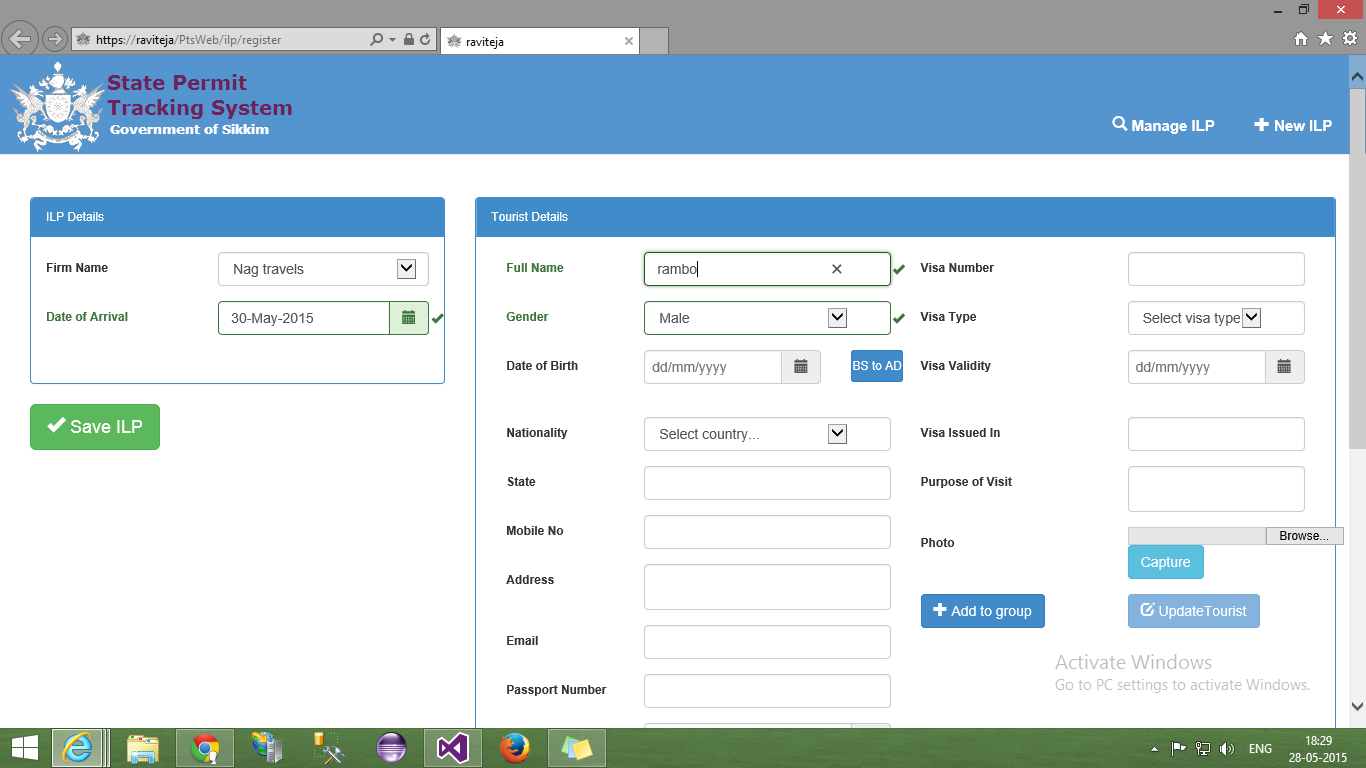 https://raviteja/PtsWeb/ilp/register
raviteja
State Permit
Tracking System
Government of Sikkim
Manage ILP
New ILP
ILP Details
Firm Name
Nag travels
Date of Arrival
30-May-2015
Save ILP
Tourist Details
Full Name
rambo
Gender
Male
Date of Birth
dd/mm/yyyy
BS to AD
Nationality
Select country...
State
Mobile No
Address
Email
Passport Number
Visa Number
Visa Type
Select visa type
Visa Validity
dd/mm/yyyy
Visa Issued In
Purpose of Visit
Photo
Browse...
Capture
Add to group
UpdateTourist
Activate Windows
Go to PC settings to activate Windows.
ENG
18:29
28-05-2015